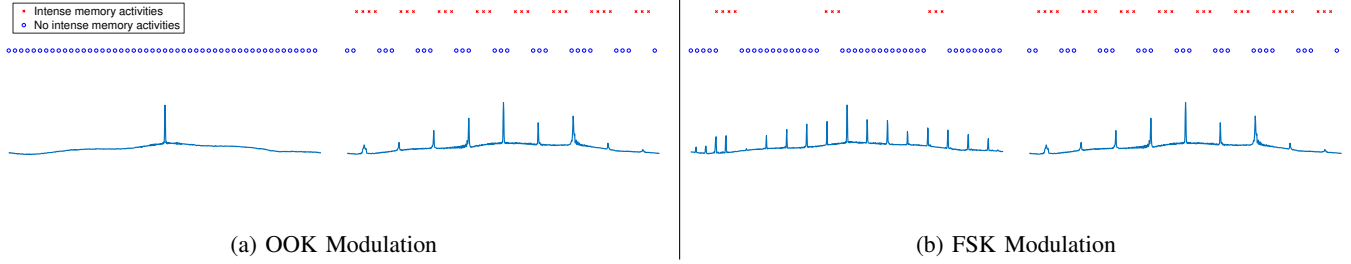 Intense memory activities
No intense memory activities
(a) OOK Modulation
(b) FSK Modulation